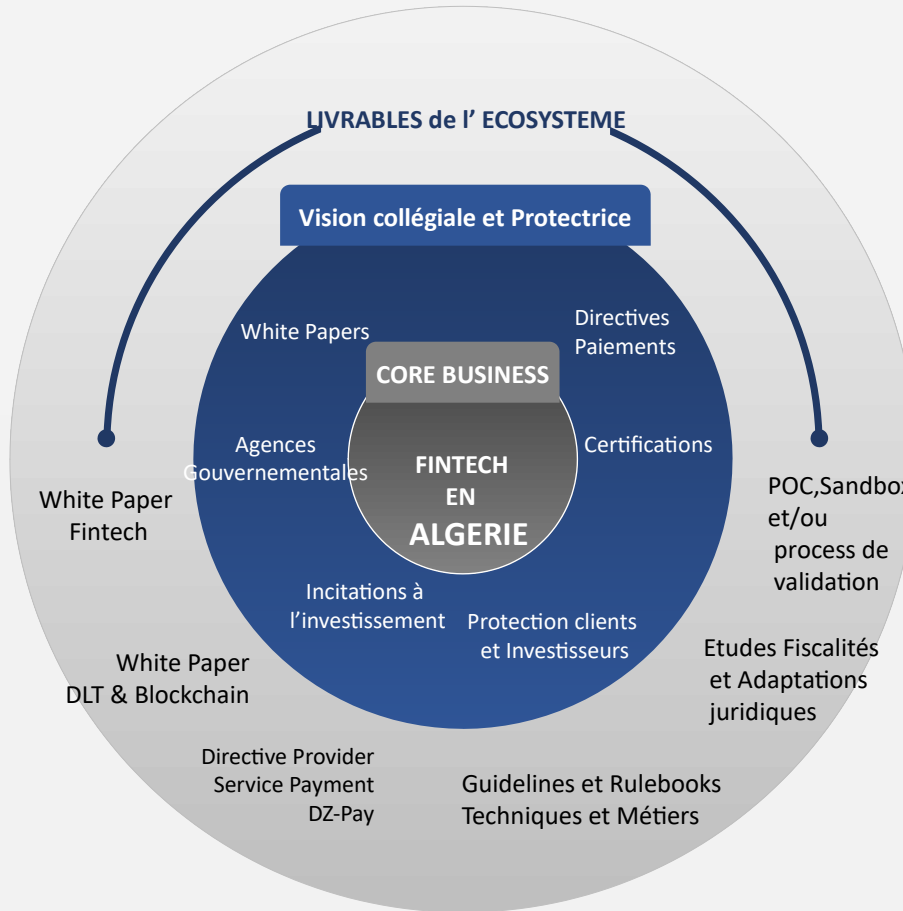 LIVRABLES de l' ECOSYSTEME
Vision collégiale et Protectrice
White Papers
Directives
Paiements
CORE BUSINESS
Agences
Gouvernementales
Certifications
FINTECH
EN
ALGERIE
White Paper
Fintech
POC,Sandbox
et/ou
process de
validation
Incitations à
l'investissement
Protection clients
et Investisseurs
White Paper
DLT & Blockchain
Etudes Fiscalités
et Adaptations
juridiques
Directive Provider
Service Payment
DZ-Pay
Guidelines et Rulebooks
Techniques et Métiers